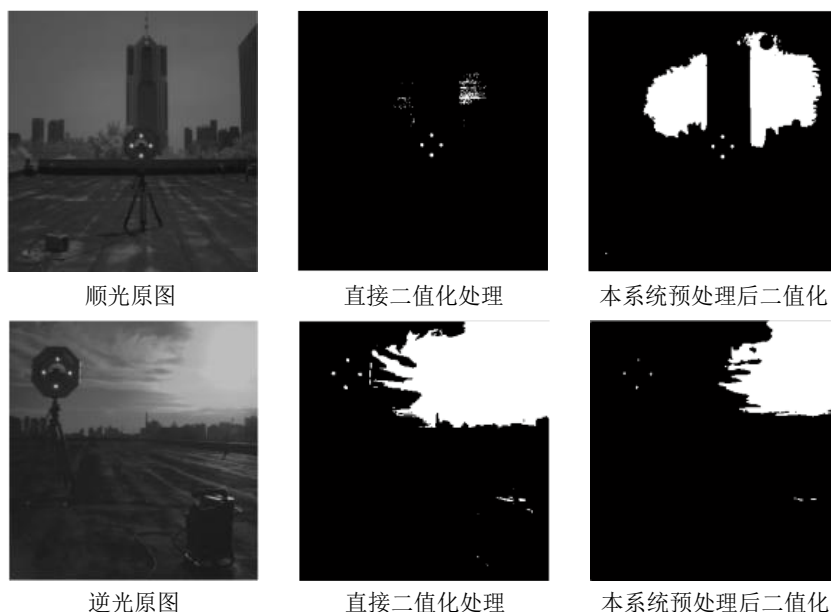 顺光原图
直接二值化处理
本系统预处理后二值化
逆光原图
直接二值化处理
本系统预处理后二值化